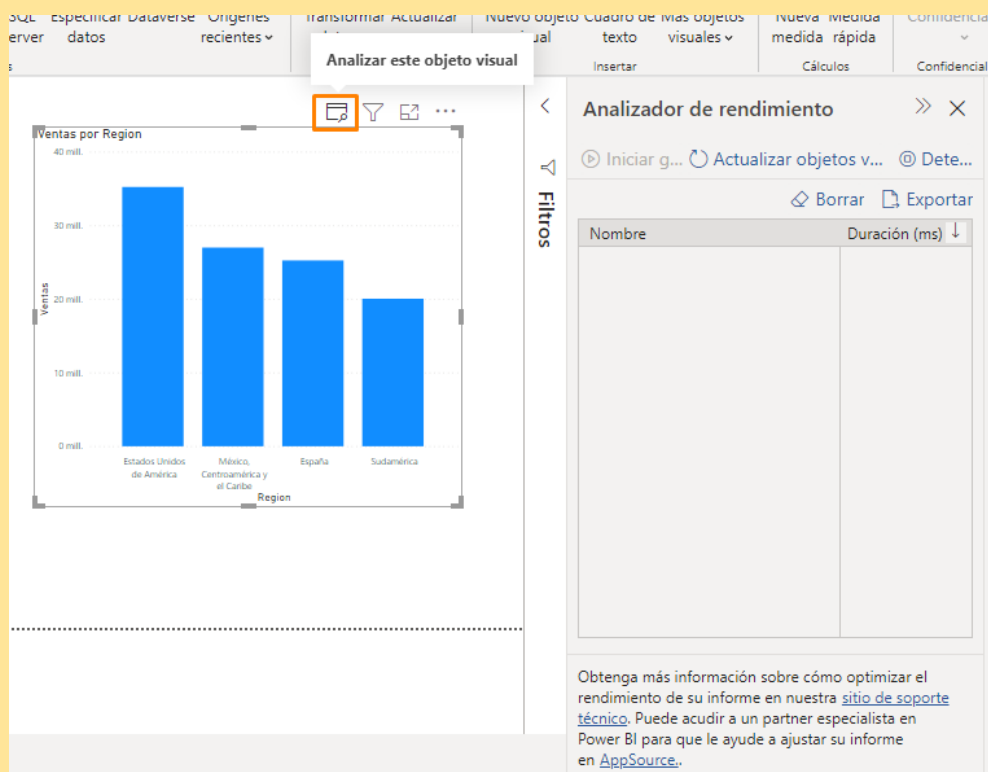 SQL Especificar Dataverse Orígenes
erver datos recientes
Transformar Actualizar
Nuevo objeto Cuadro de Más objetos
ual texto visuales
Nueva Medida
medida rápida
Confidencia
Insertar
Cálculos
Confidencial
Analizar este objeto visual
Ventas por Region
40 mill.
30 mill.
20 mill.
10 mill.
0 mill.
Ventas
Estados Unidos
de América
México,
Centroamérica y
el Caribe
España
Sudamérica
Region
Filtros
Analizador de rendimiento
Iniciar g... Actualizar objetos v... Dete...
Borrar Exportar
Nombre Duración (ms)
Obtenga más información sobre cómo optimizar el
rendimiento de su informe en nuestra sitio de soporte
técnico. Puede acudir a un partner especialista en
Power BI para que le ayude a ajustar su informe
en AppSource..